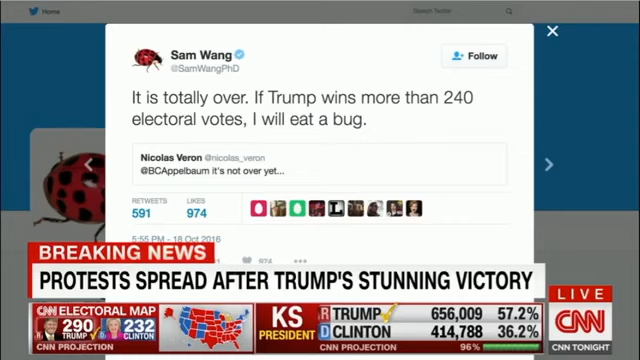 Home
Search Twitter
Sam Wang
@SamWangPhD
Follow
It is totally over. If Trump wins more than 240
electoral votes, I will eat a bug.
Nicolas Veron @nicolas_veron
@BCAppelbaum it's not over yet...
RETWEETS
LIKES
591
974
5:55 PM - 18 Oct 2016
974
BREAKING NEWS
PROTESTS SPREAD AFTER TRUMP'S STUNNING VICTORY
LIVE
CNN
CNN TONIGHT
CNN ELECTORAL MAP
290
TRUMP
232
CLINTON
CNN PROJECTION
KS
PRESIDENT
R TRUMP 656,009 57.2%
D CLINTON 414,788 36.2%
CNN PROJECTION 96%